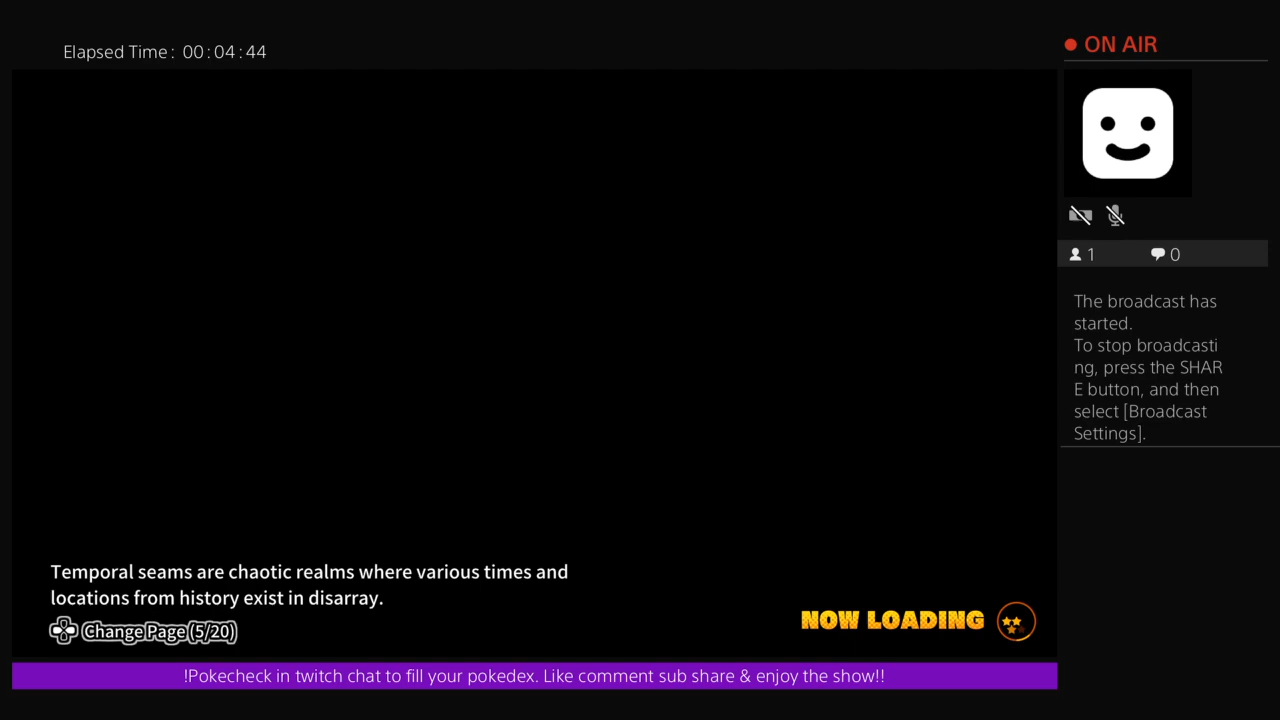 Elapsed Time: 00:04:44
ON AIR
1
0
The broadcast has
started.
To stop broadcasti
ng, press the SHAR
E button, and then
select [Broadcast
Settings].
Temporal seams are chaotic realms where various times and
locations from history exist in disarray.
Change Page (5/20)
NOW LOADING
!Pokecheck in twitch chat to fill your pokedex. Like comment sub share & enjoy the show!!